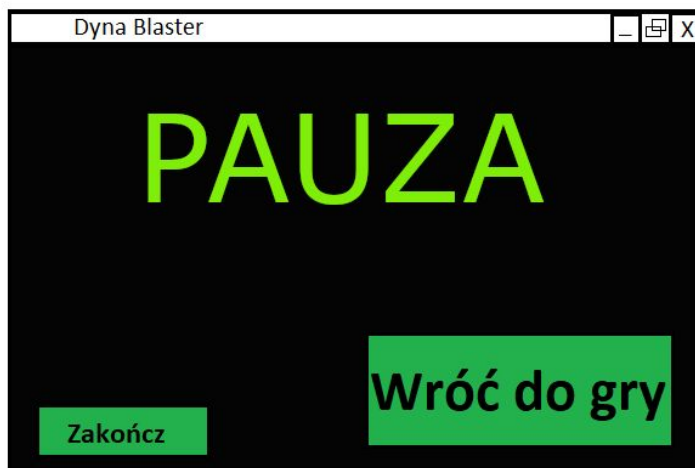 Dyna Blaster
X
PAUZA
Wróć do gry
Zakończ